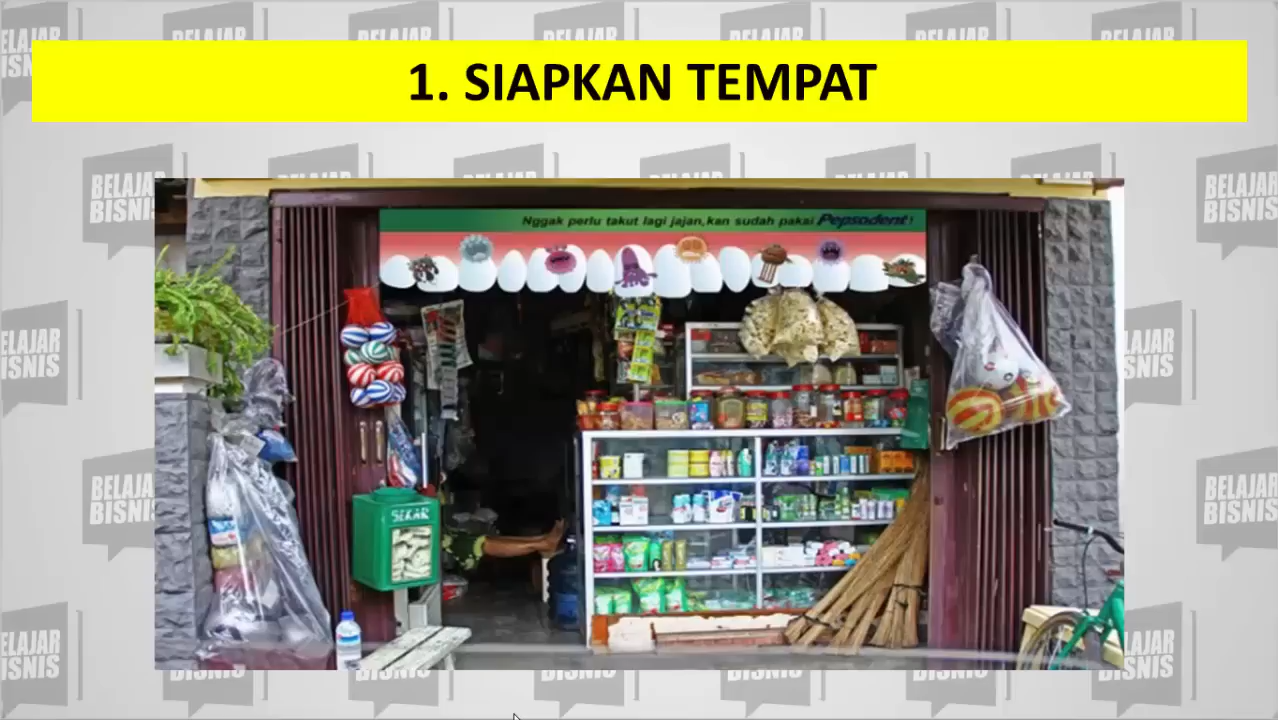 1. SIAPKAN TEMPAT
Nggak perlu takut lagi jajan,kan sudah pakai Pepsodent!
SEKAR
BELAJAR
BISNIS